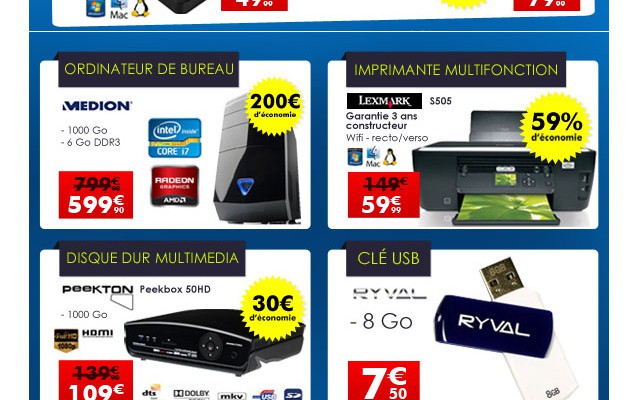 Mac
49€00
79€00
ORDINATEUR DE BUREAU
MEDION
- 1000 Go
- 6 Go DDR3
intel inside
CORE i7
RADEON
GRAPHICS
AMD
200€
d'économie
799€90
599€90
IMPRIMANTE MULTIFONCTION
LEXMARK S505
Garantie 3 ans
constructeur
Wifi - recto/verso
Mac
59%
d'économie
149€
59€99
DISQUE DUR MULTIMEDIA
PEEKTON Peekbox 50HD
- 1000 Go
Full HD
1080p
HDMI
30€
d'économie
139€
109€
dts
DOLBY
mkv
USB
CLÉ USB
RYVAL
- 8 Go
8GB
RYVAL
8GB
7€50